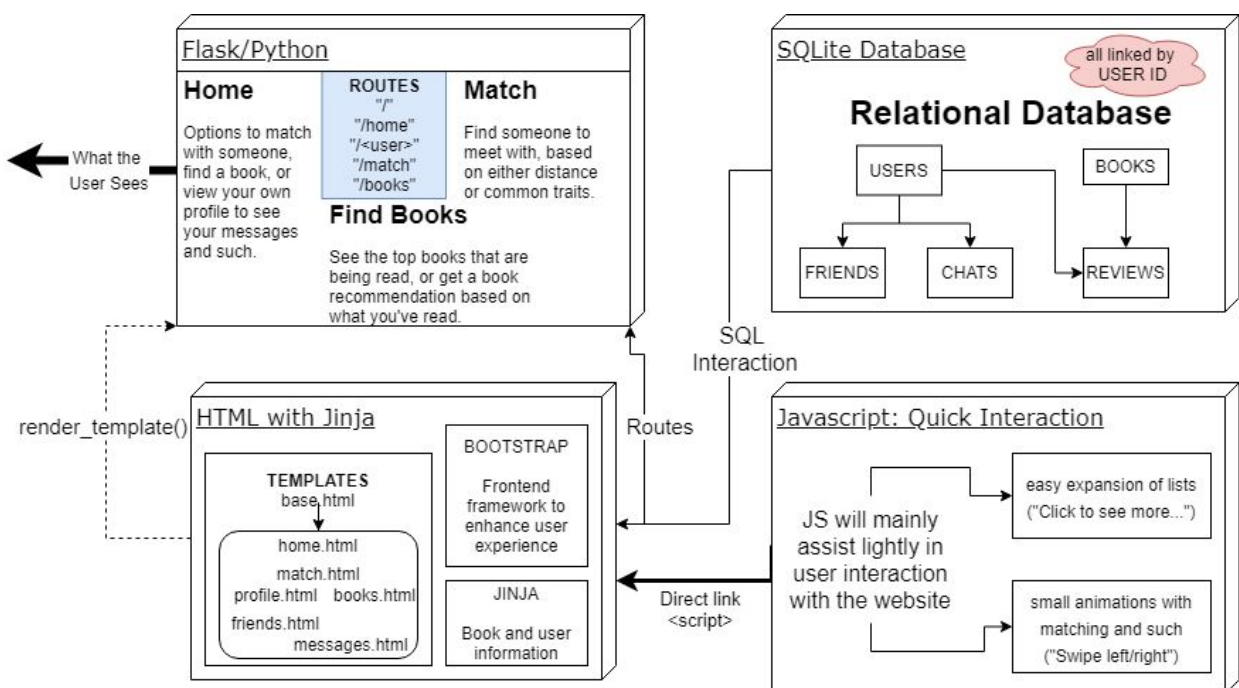 Flask/Python
Home
Options to match
with someone,
find a book, or
view your own
profile to see
your messages
and such.
ROUTES
"/"
"/home"
"/<user>"
"/match"
"/books"
Match
Find someone to
meet with, based
on either distance
or common traits.
Find Books
See the top books that are
being read, or get a book
recommendation based on
what you've read.
What the
User Sees
SQLite Database
all linked by
USER ID
Relational Database
USERS
BOOKS
FRIENDS
CHATS
REVIEWS
SQL
Interaction
Routes
render_template()
HTML with Jinja
TEMPLATES
base.html
home.html
match.html
profile.html books.html
friends.html
messages.html
BOOTSTRAP
Frontend
framework to
enhance user
experience
JINJA
Book and user
information
Direct link
<script>
Javascript: Quick Interaction
JS will mainly
assist lightly in
user interaction
with the website
easy expansion of lists
("Click to see more...")
small animations with
matching and such
("Swipe left/right")